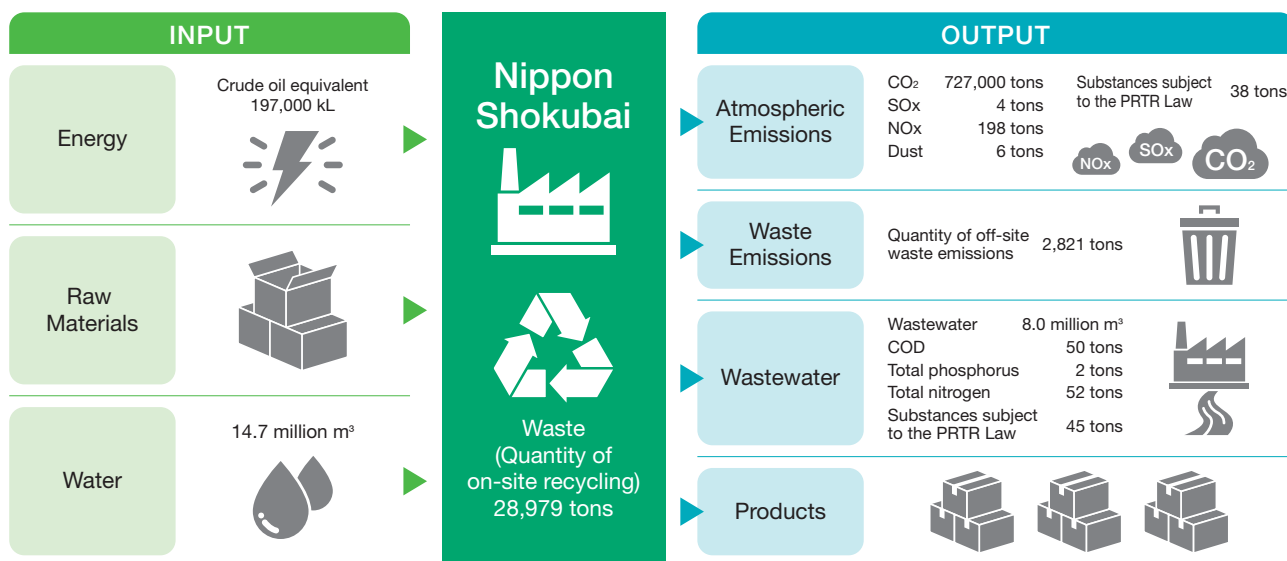 INPUT
Energy
Crude oil equivalent
197,000 kL
Raw
Materials
Water
14.7 million m³
Nippon
Shokubai
Waste
(Quantity of
on-site recycling)
28,979 tons
OUTPUT
Atmospheric
Emissions
CO₂ 727,000 tons
SOx 4 tons
NOx 198 tons
Dust 6 tons
Substances subject
to the PRTR Law 38 tons
NOx
SOx
CO₂
Waste
Emissions
Quantity of off-site
waste emissions 2,821 tons
Wastewater
Wastewater 8.0 million m³
COD 50 tons
Total phosphorus 2 tons
Total nitrogen 52 tons
Substances subject
to the PRTR Law 45 tons
Products